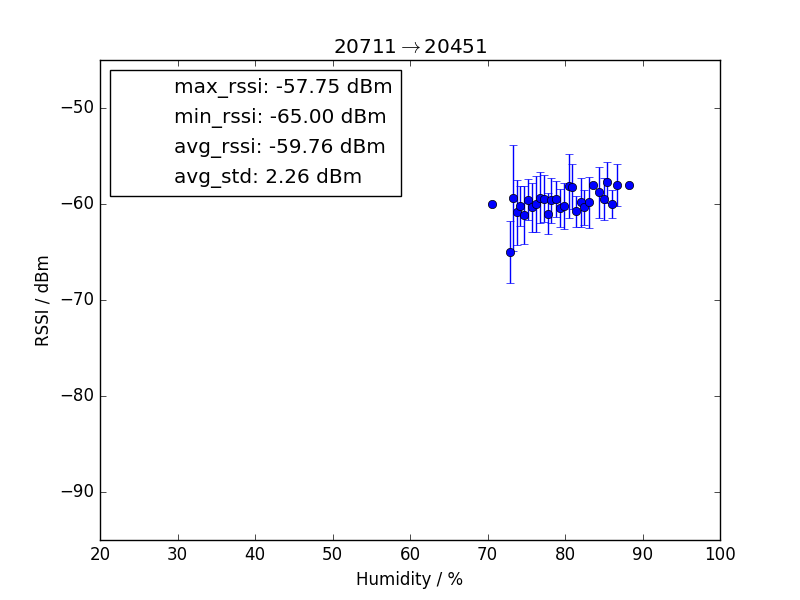 20711→20451
max_rssi: -57.75 dBm
min_rssi: -65.00 dBm
avg_rssi: -59.76 dBm
avg_std: 2.26 dBm
−50
−60
−70
−80
−90
RSSI / dBm
20 30 40 50 60 70 80 90 100
Humidity / %